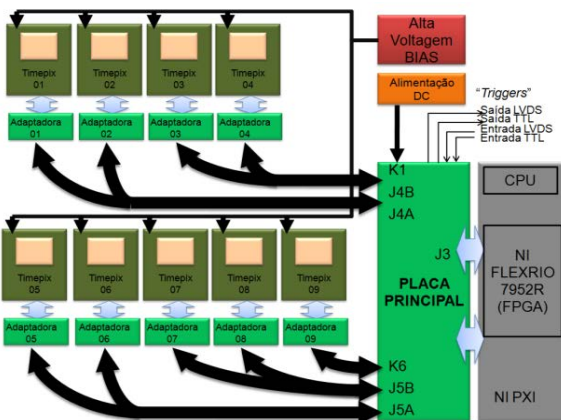 Alta
Voltagem
BIAS
Timepix
01
Timepix
02
Timepix
03
Timepix
04
Alimentação
DC
“Triggers”
Saída LVDS
Saída TTL
Entrada LVDS
Entrada TTL
Adaptadora
01
Adaptadora
02
Adaptadora
03
Adaptadora
04
K1
J4B
J4A
CPU
Timepix
05
Timepix
06
Timepix
07
Timepix
08
Timepix
09
J3
PLACA
PRINCIPAL
NI
FLEXRIO
7952R
(FPGA)
Adaptadora
05
Adaptadora
06
Adaptadora
07
Adaptadora
08
Adaptadora
09
K6
J5B
J5A
NI PXI